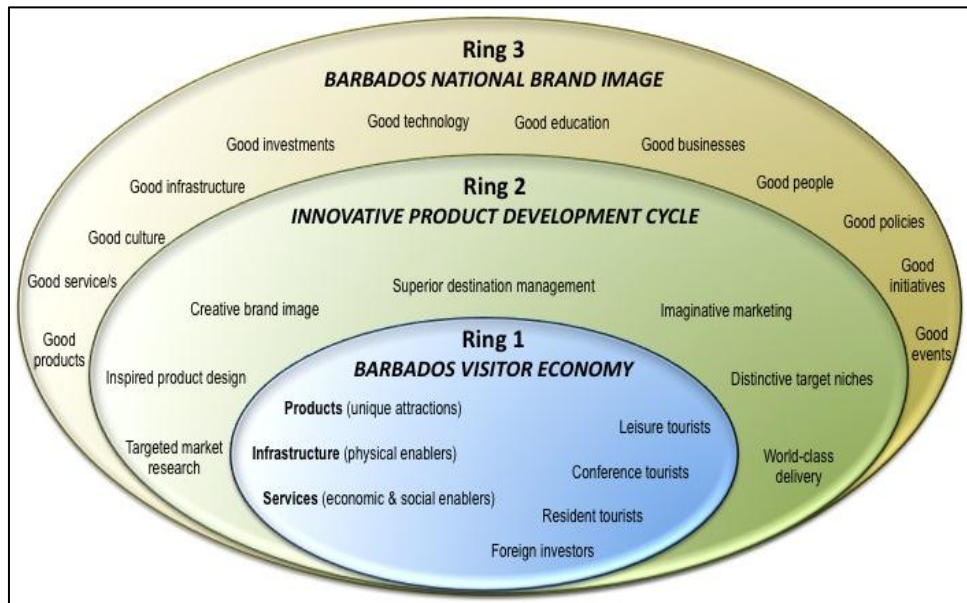 Ring 3
BARBADOS NATIONAL BRAND IMAGE
Good technology
Good education
Good investments
Good businesses
Good infrastructure
Good people
Good culture
Good policies
Good service/s
Good
initiatives
Good
products
Good
events
Ring 2
INNOVATIVE PRODUCT DEVELOPMENT CYCLE
Superior destination management
Creative brand image
Imaginative marketing
Inspired product design
Distinctive target niches
Targeted market
research
World-class
delivery
Ring 1
BARBADOS VISITOR ECONOMY
Products (unique attractions)
Leisure tourists
Infrastructure (physical enablers)
Conference tourists
Services (economic & social enablers)
Resident tourists
Foreign investors